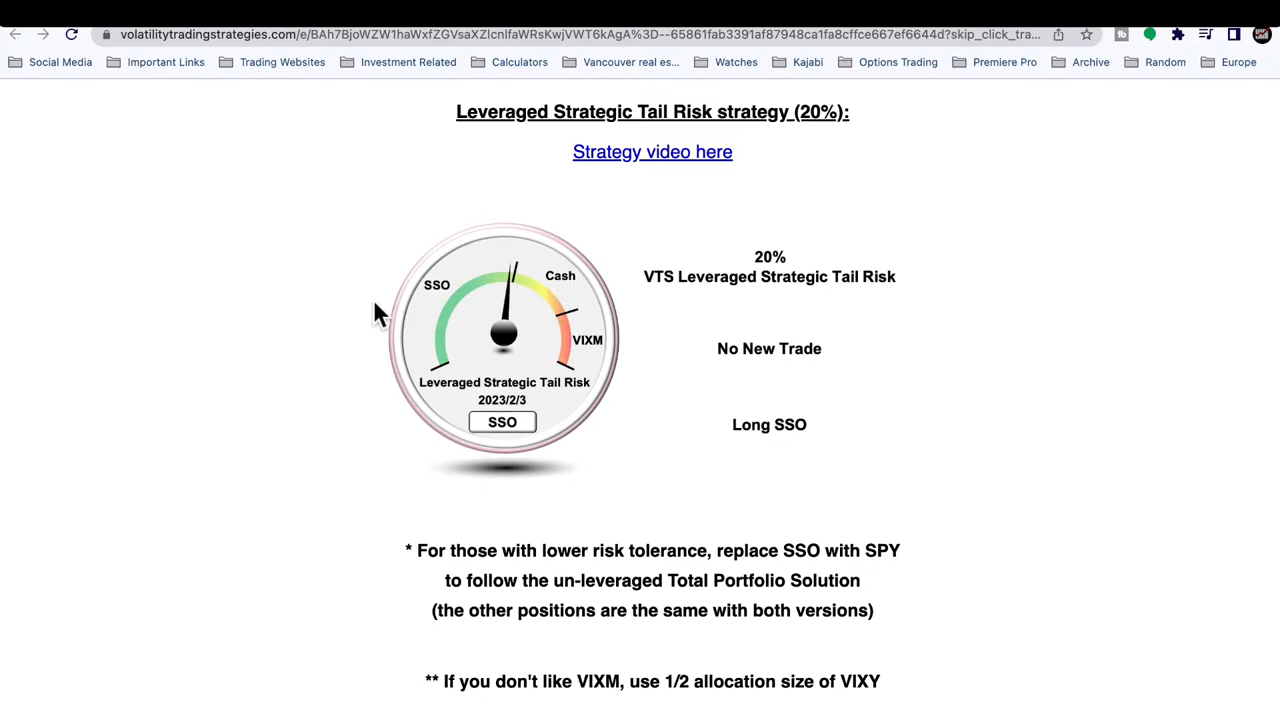 volatilitytradingstrategies.com/e/BAh7BjoWZW1haWxfZGVsaXZlcnlfaWRsKwjVWT6kAgA%3D--65861fab3391af87948ca1fa8cffce667ef6644d?skip_click_tra...
Social Media Important Links Trading Websites Investment Related Calculators Vancouver real es... Watches Kajabi Options Trading Premiere Pro Archive Random Europe
Leveraged Strategic Tail Risk strategy (20%):
Strategy video here
SSO
Cash
VIXM
Leveraged Strategic Tail Risk
2023/2/3
SSO
20%
VTS Leveraged Strategic Tail Risk
No New Trade
Long SSO
* For those with lower risk tolerance, replace SSO with SPY
to follow the un-leveraged Total Portfolio Solution
(the other positions are the same with both versions)
** If you don't like VIXM, use 1/2 allocation size of VIXY